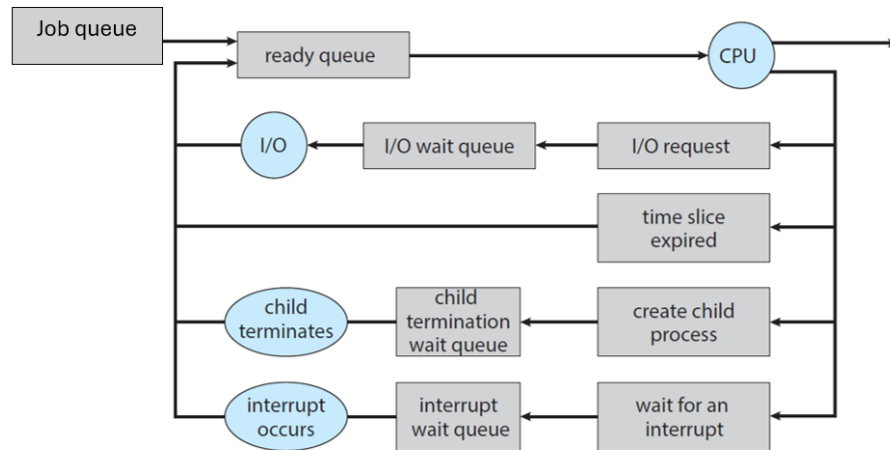 Job queue
ready queue
CPU
I/O
I/O wait queue
I/O request
time slice
expired
child
terminates
child
termination
wait queue
create child
process
interrupt
occurs
interrupt
wait queue
wait for an
interrupt